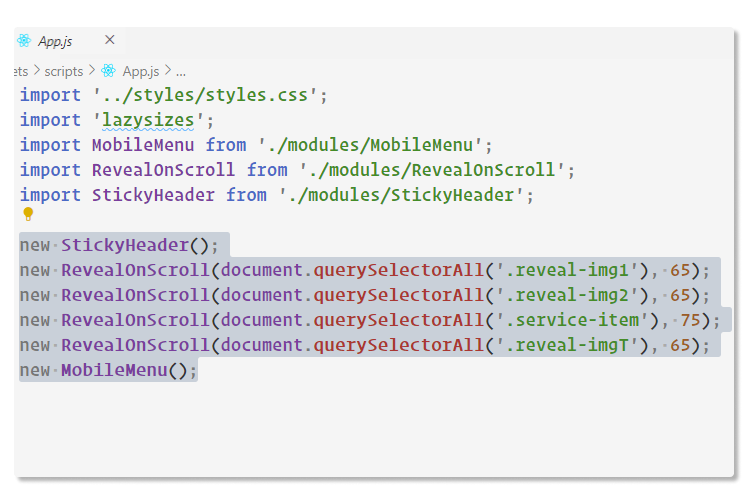 App.js ×
ets > scripts > App.js > ...
import '../styles/styles.css';
import 'lazysizes';
import MobileMenu from './modules/MobileMenu';
import RevealOnScroll from './modules/RevealOnScroll';
import StickyHeader from './modules/StickyHeader';
new StickyHeader();
new RevealOnScroll(document.querySelectorAll('.reveal-img1'), 65);
new RevealOnScroll(document.querySelectorAll('.reveal-img2'), 65);
new RevealOnScroll(document.querySelectorAll('.service-item'), 75);
new RevealOnScroll(document.querySelectorAll('.reveal-imgT'), 65);
new MobileMenu();